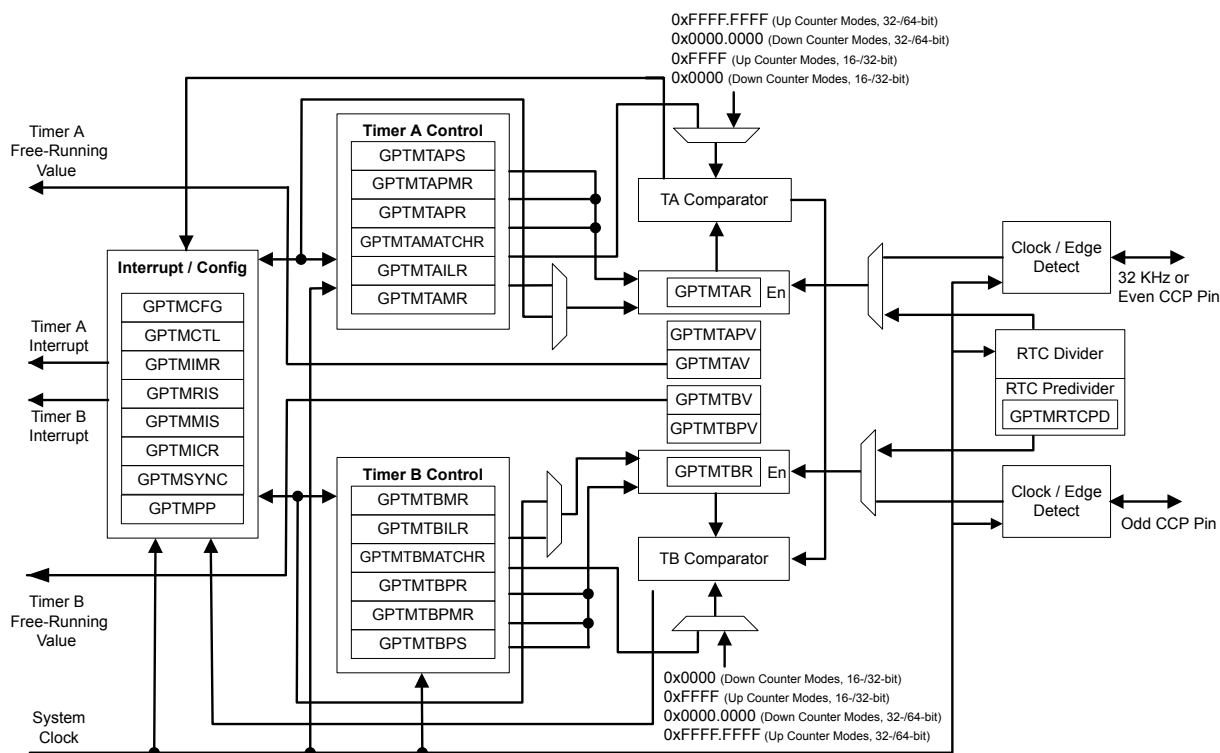 0xFFFF.FFFF (Up Counter Modes, 32-/64-bit)
0x0000.0000 (Down Counter Modes, 32-/64-bit)
0xFFFF (Up Counter Modes, 16-/32-bit)
0x0000 (Down Counter Modes, 16-/32-bit)
Timer A
Free-Running
Value
Timer A Control
GPTMTAPS
GPTMTAPMR
GPTMTAPR
GPTMTAMATCHR
GPTMTAILR
GPTMTAMR
TA Comparator
GPTMTAR En
GPTMTAPV
GPTMTAV
Clock / Edge
Detect
32 KHz or
Even CCP Pin
Interrupt / Config
GPTMCFG
GPTMCTL
GPTMIMR
GPTMRIS
GPTMMIS
GPTMICR
GPTMSYNC
GPTMPP
Timer A
Interrupt
Timer B
Interrupt
RTC Divider
RTC Predivider
GPTMRTCPD
GPTMTBV
GPTMTBPV
GPTMTBR En
Timer B Control
GPTMTBMR
GPTMTBILR
GPTMTBMATCHR
GPTMTBPR
GPTMTBPMR
GPTMTBPS
TB Comparator
Clock / Edge
Detect
Odd CCP Pin
Timer B
Free-Running
Value
0x0000 (Down Counter Modes, 16-/32-bit)
0xFFFF (Up Counter Modes, 16-/32-bit)
0x0000.0000 (Down Counter Modes, 32-/64-bit)
0xFFFF.FFFF (Up Counter Modes, 32-/64-bit)
System
Clock